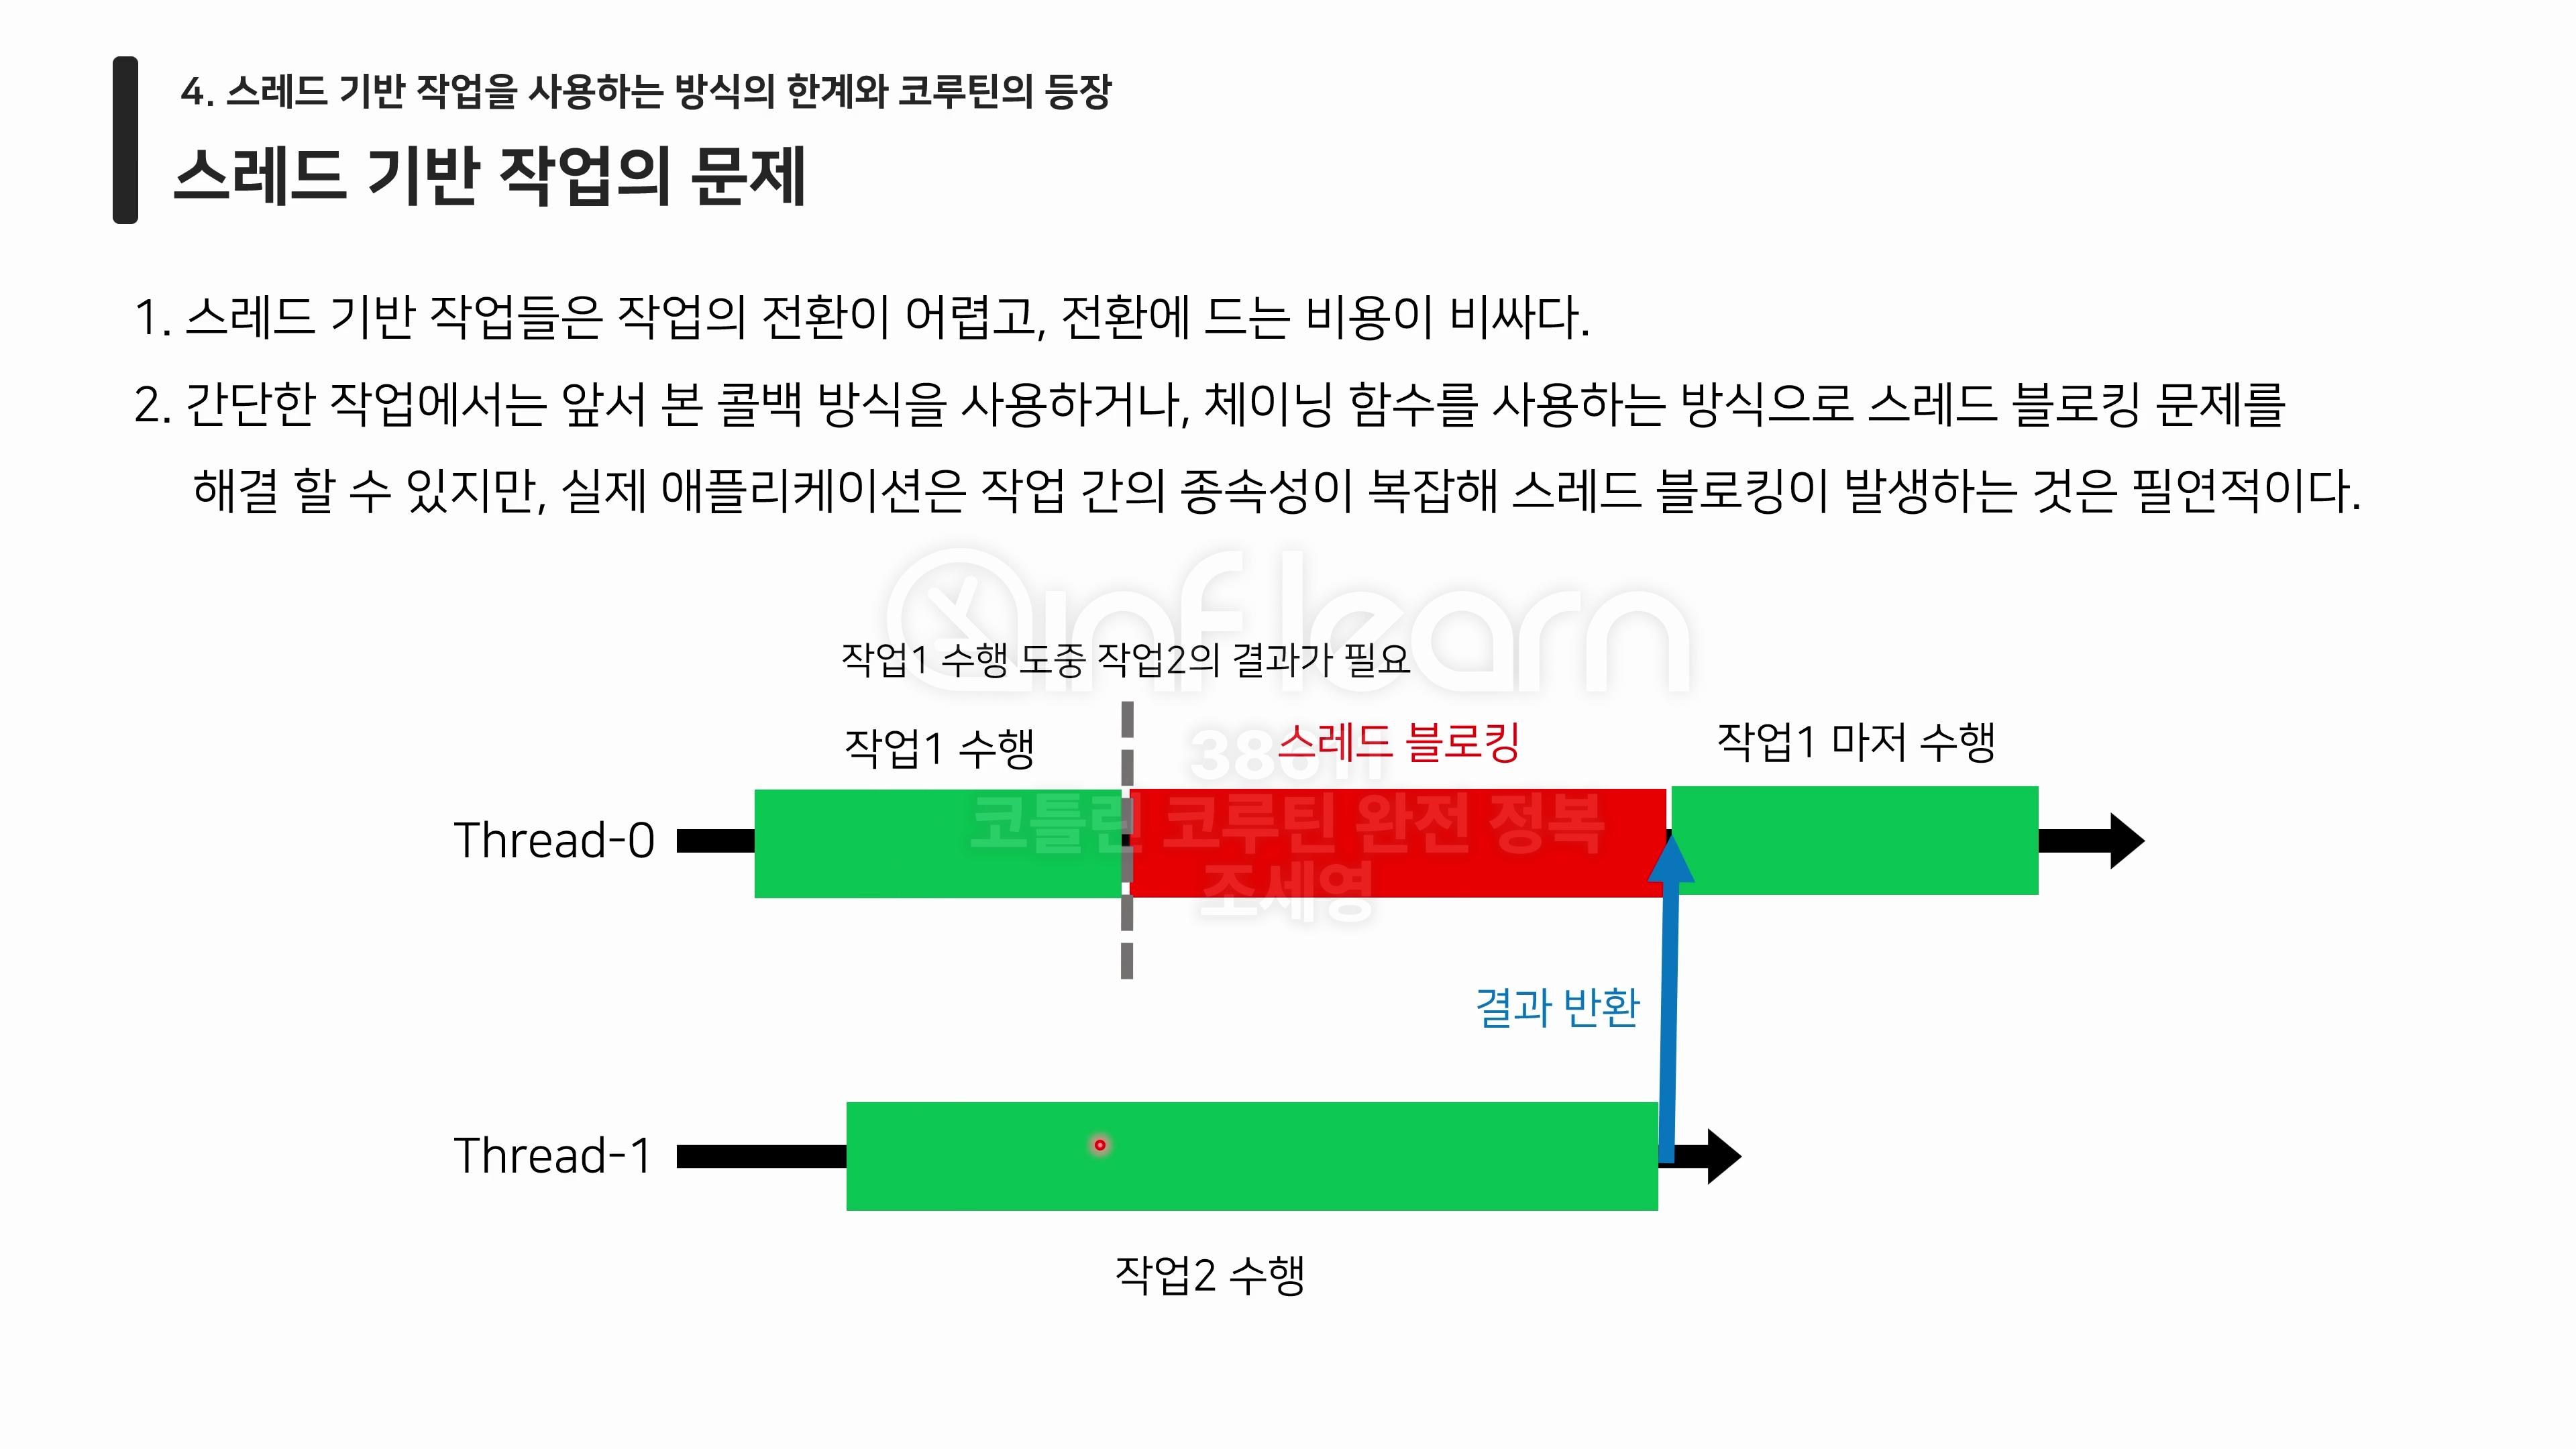 4. 스레드 기반 작업을 사용하는 방식의 한계와 코루틴의 등장
스레드 기반 작업의 문제
1. 스레드 기반 작업들은 작업의 전환이 어렵고, 전환에 드는 비용이 비싸다.
2. 간단한 작업에서는 앞서 본 콜백 방식을 사용하거나, 체이닝 함수를 사용하는 방식으로 스레드 블로킹 문제를
해결 할 수 있지만, 실제 애플리케이션은 작업 간의 종속성이 복잡해 스레드 블로킹이 발생하는 것은 필연적이다.
inflearn
작업1 수행 도중 작업2의 결과가 필요
작업1 수행
스레드 블로킹
작업1 마저 수행
코틀린 코루틴 완전 정복
Thread-0
조세영
결과 반환
Thread-1
작업2 수행